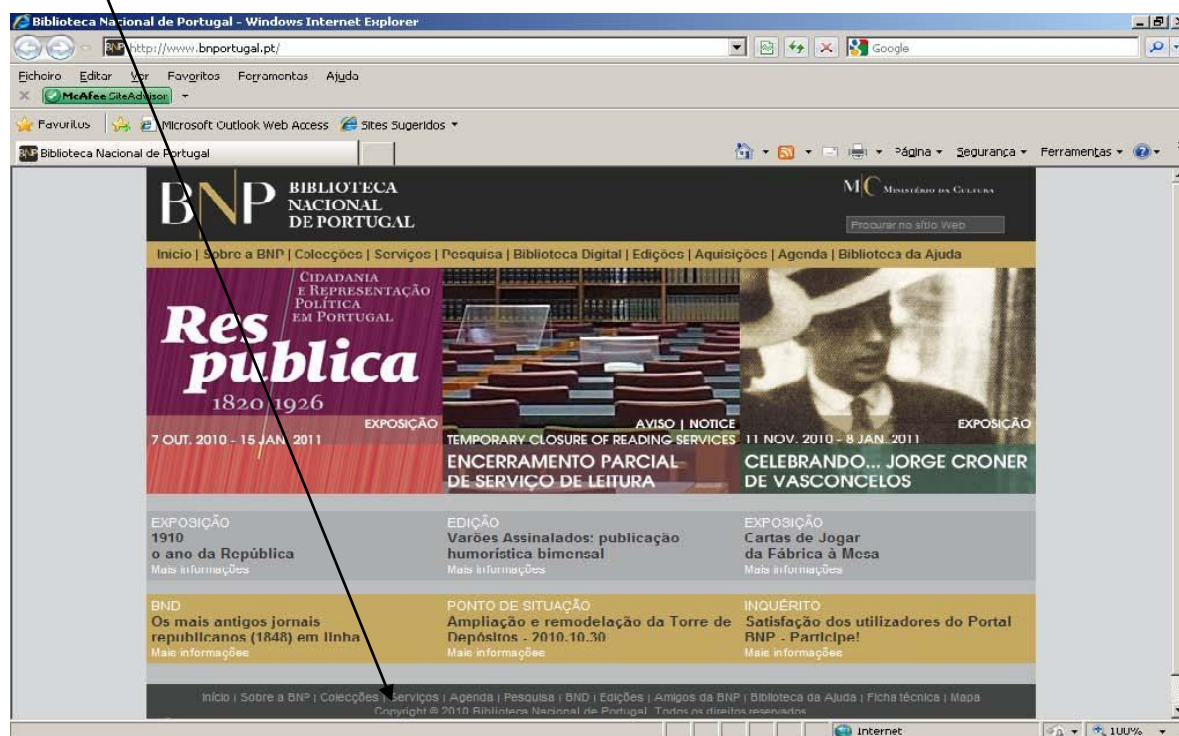 Biblioteca Nacional de Portugal - Windows Internet Explorer
http://www.bnportugal.pt/
Google
Ficheiro Editar Ver Favoritos Ferramentas Ajuda
McAfee SiteAdvisor
Favoritos Microsoft Outlook Web Access Sites Sugeridos
Biblioteca Nacional de Portugal
Página Segurança Ferramentas
BNP BIBLIOTECA
NACIONAL
DE PORTUGAL
MC MINISTÉRIO DA CULTURA
Procurar no sítio Web
Início | Sobre a BNP | Colecções | Serviços | Pesquisa | Biblioteca Digital | Edições | Aquisições | Agenda | Biblioteca da Ajuda
CIDADANIA
E REPRESENTAÇÃO
POLÍTICA
EM PORTUGAL
Res
publica
1820 1926
EXPOSIÇÃO
7 OUT. 2010 - 15 JAN. 2011
AVISO | NOTICE
TEMPORARY CLOSURE OF READING SERVICES
ENCERRAMENTO PARCIAL
DE SERVIÇO DE LEITURA
EXPOSIÇÃO
11 NOV. 2010 - 8 JAN. 2011
CELEBRANDO... JORGE CRONER
DE VASCONCELOS
EXPOSIÇÃO
1910
o ano da República
Mais informações
EDIÇÃO
Varões Assinalados: publicação
humorística bimensal
Mais informações
EXPOSIÇÃO
Cartas de Jogar
da Fábrica à Mesa
Mais informações
BND
Os mais antigos jornais
republicanos (1848) em linha
Mais informações
PONTO DE SITUAÇÃO
Ampliação e remodelação da Torre de
Depósitos - 2010.10.30
Mais informações
INQUÉRITO
Satisfação dos utilizadores do Portal
BNP - Participe!
Mais informações
Início | Sobre a BNP | Colecções | Serviços | Agenda | Pesquisa | BND | Edições | Amigos da BNP | Biblioteca da Ajuda | Ficha técnica | Mapa
Copyright © 2010 Biblioteca Nacional de Portugal. Todos os direitos reservados
Internet
100%